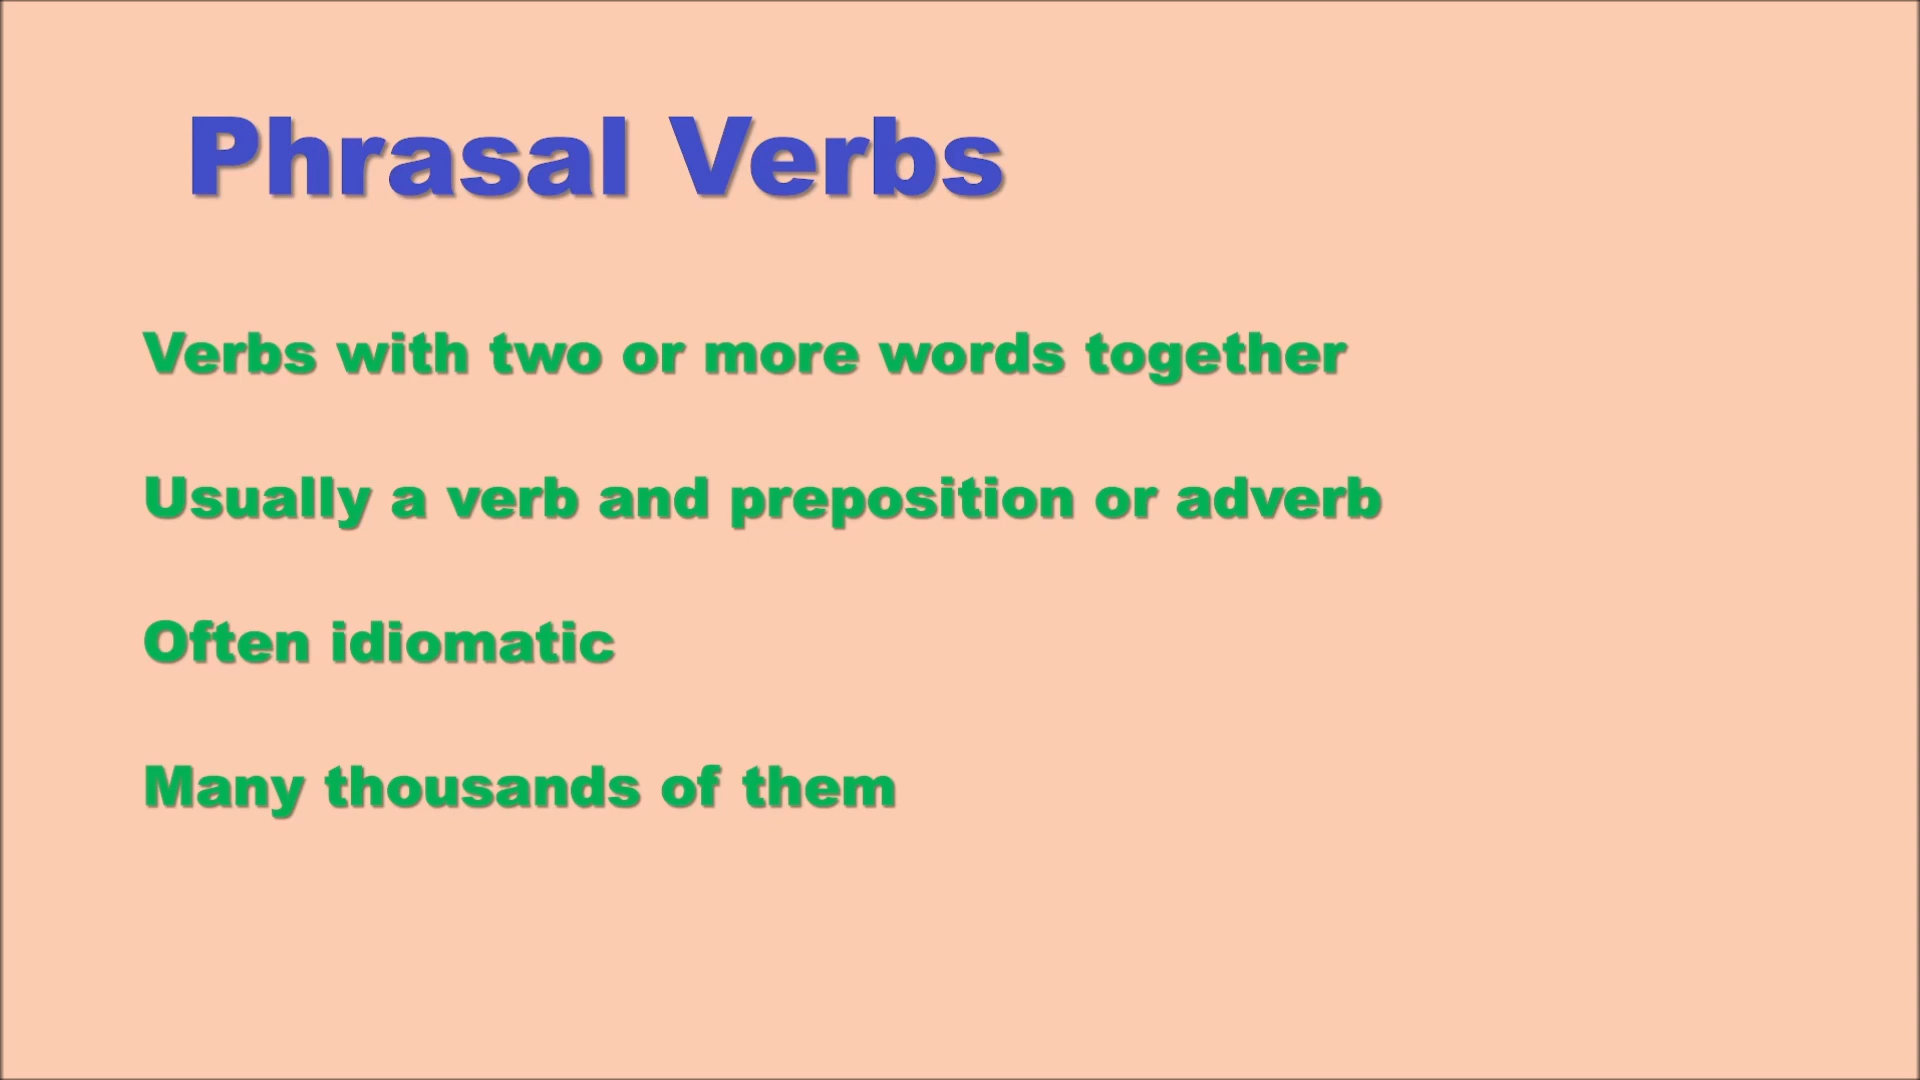 Phrasal Verbs
Verbs with two or more words together
Usually a verb and preposition or adverb
Often idiomatic
Many thousands of them